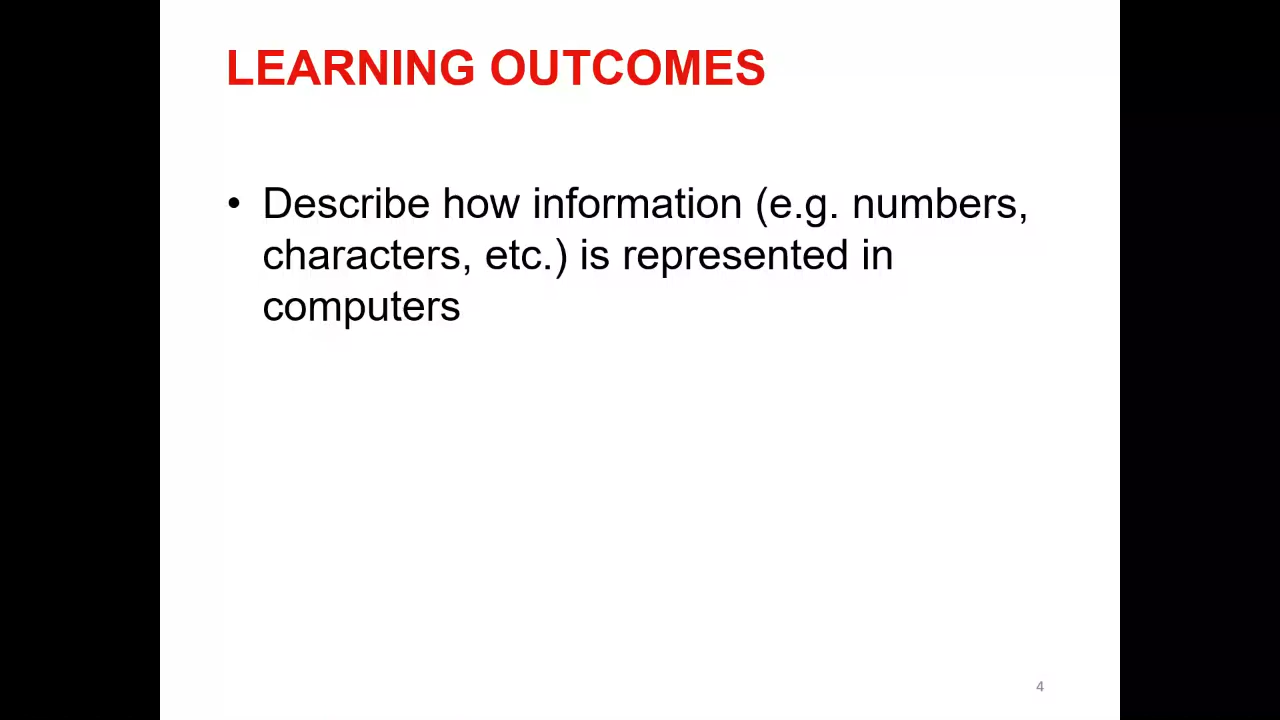 LEARNING OUTCOMES
• Describe how information (e.g. numbers,
characters, etc.) is represented in
computers
4